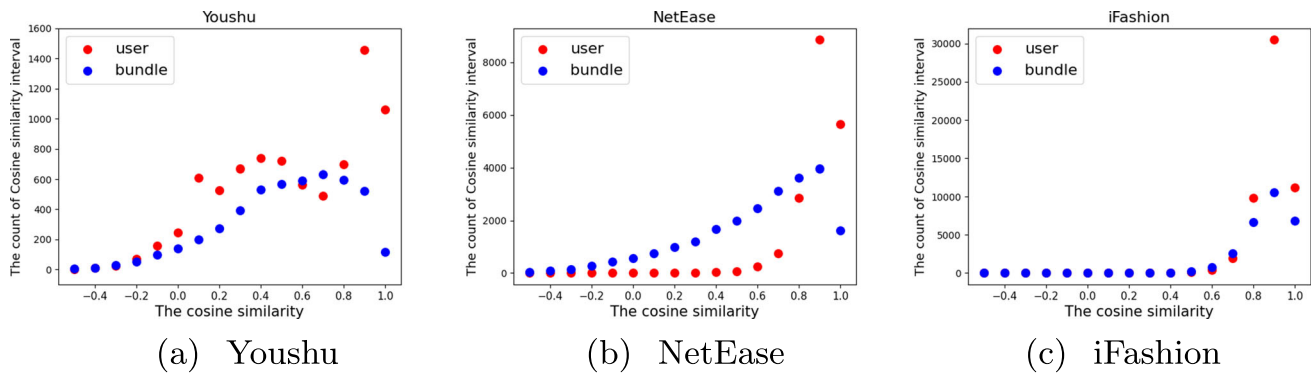 Youshu
The count of Cosine similarity interval
1600
1400
1200
1000
800
600
400
200
0
user
bundle
−0.4 −0.2 0.0 0.2 0.4 0.6 0.8 1.0
The cosine similarity
(a) Youshu
NetEase
The count of Cosine similarity interval
8000
6000
4000
2000
0
user
bundle
−0.4 −0.2 0.0 0.2 0.4 0.6 0.8 1.0
The cosine similarity
(b) NetEase
iFashion
The count of Cosine similarity interval
30000
25000
20000
15000
10000
5000
0
user
bundle
−0.4 −0.2 0.0 0.2 0.4 0.6 0.8 1.0
The cosine similarity
(c) iFashion